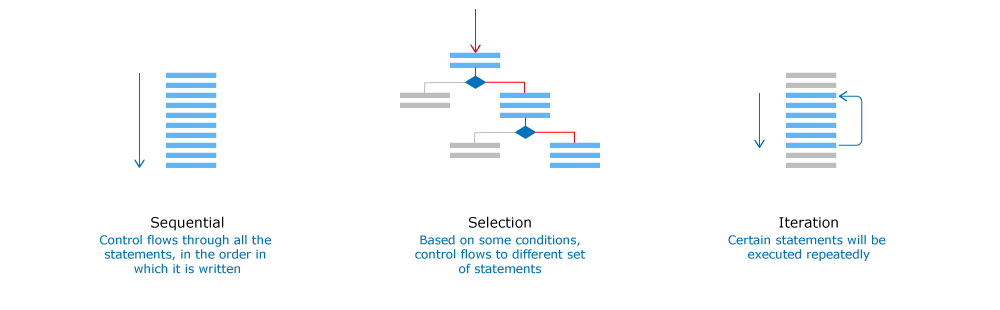 Sequential
Control flows through all the
statements, in the order in
which it is written
Selection
Based on some conditions,
control flows to different set
of statements
Iteration
Certain statements will be
executed repeatedly